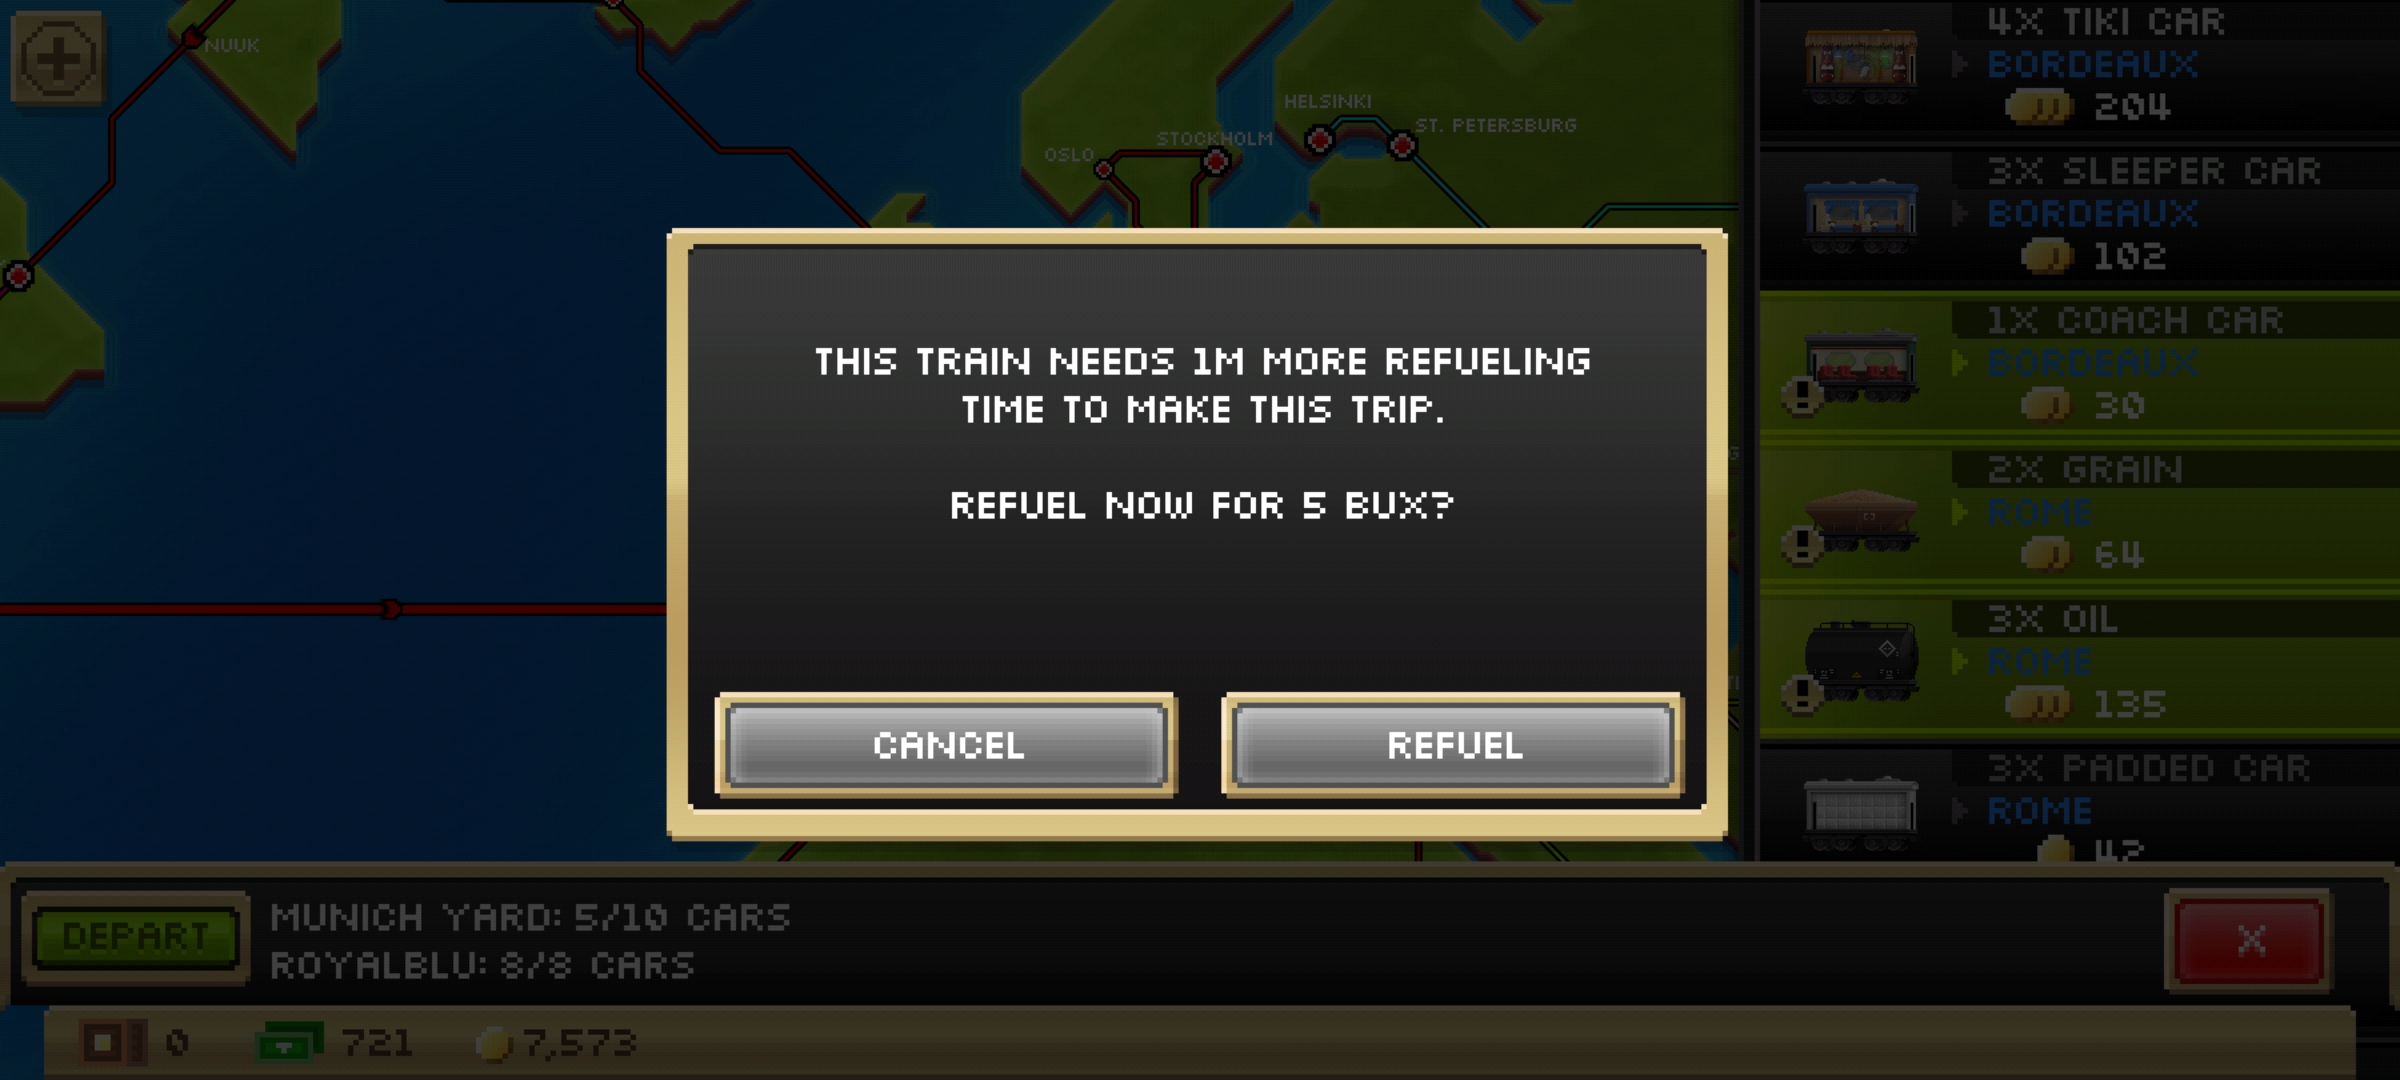 NUUK
OSLO
STOCKHOLM
HELSINKI
ST. PETERSBURG
4X TIKI CAR
BORDEAUX
204
3X SLEEPER CAR
BORDEAUX
102
1X COACH CAR
BORDEAUX
30
2X GRAIN
ROME
64
3X OIL
ROME
135
3X PADDED CAR
ROME
42
THIS TRAIN NEEDS 1M MORE REFUELING
TIME TO MAKE THIS TRIP.
REFUEL NOW FOR 5 BUX?
CANCEL
REFUEL
DEPART
MUNICH YARD: 5/10 CARS
ROYALBLU: 8/8 CARS
X
0
721
7,573